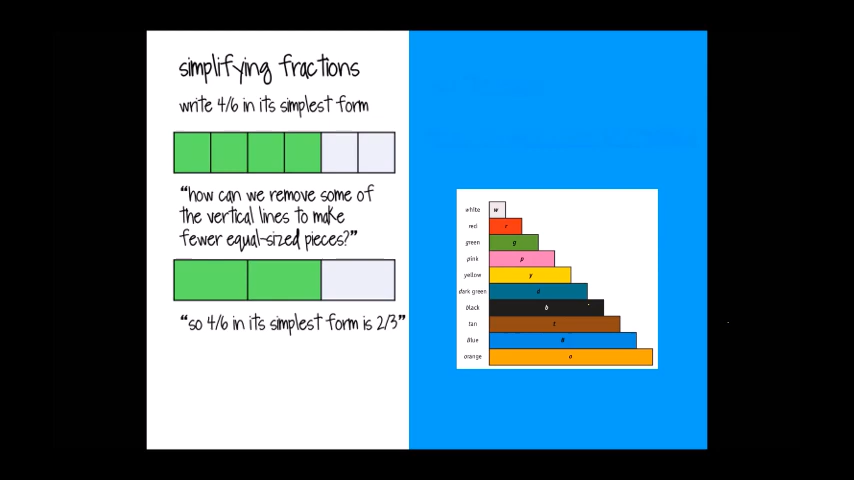 simplifying fractions
write 4/6 in its simplest form
"how can we remove some of
the vertical lines to make
fewer equal-sized pieces?"
"so 4/6 in its simplest form is 2/3"
white w
red r
green g
pink p
yellow y
dark green d
black b
tan t
Blue B
orange o